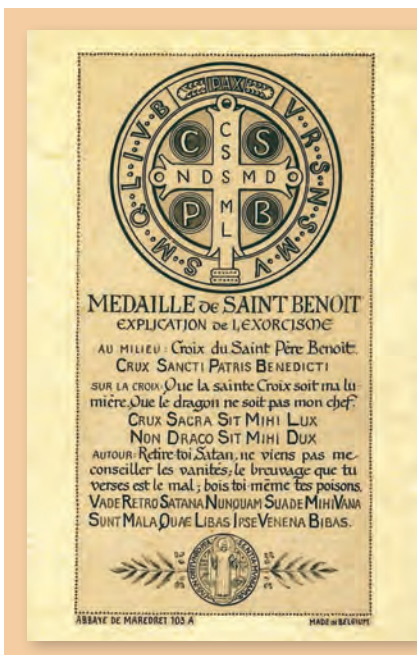 PAX
V·R·S·N·S·M·V
S·M·Q·L·I·V·B
C S
P B
C
S
S
N D S M D
M
L
MEDAILLE DE SAINT BENOIT
EXPLICATION DE L,EXORCISME
AU MILIEU: Croix du Saint Père Benoit.
CRUX SANCTI PATRIS BENEDICTI
SUR LA CROIX: Que la sainte Croix soit ma lu
mière, Que le dragon ne soit pas mon chef.
CRUX SACRA SIT MIHI LUX
NON DRACO SIT MIHI DUX
AUTOUR: Retire-toi, Satan, ne viens pas me
conseiller les vanités; le breuvage que tu
verses est le mal; bois toi même tes poisons.
VADE RETRO SATANA NUNQUAM SUADE MIHI VANA
SUNT MALA QUAE LIBAS IPSE VENENA BIBAS.
ABBAYE DE MAREDRET 103 A
MADE IN BELGIUM